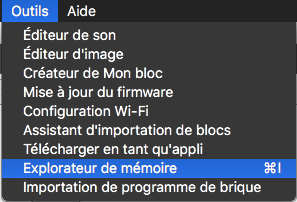 Outils Aide
Éditeur de son
Éditeur d'image
Créateur de Mon bloc
Mise à jour du firmware
Configuration Wi-Fi
Assistant d'importation de blocs
Télécharger en tant qu'appli
Explorateur de mémoire ⌘I
Importation de programme de brique